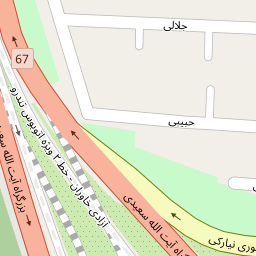 جلالی
67
حبیبی
آزادی خاوران - خط ۲ ویژه اتوبوس تندرو
بزرگراه آیت الله سعیدی
بزرگراه آیت الله سعیدی
وری نیارکی